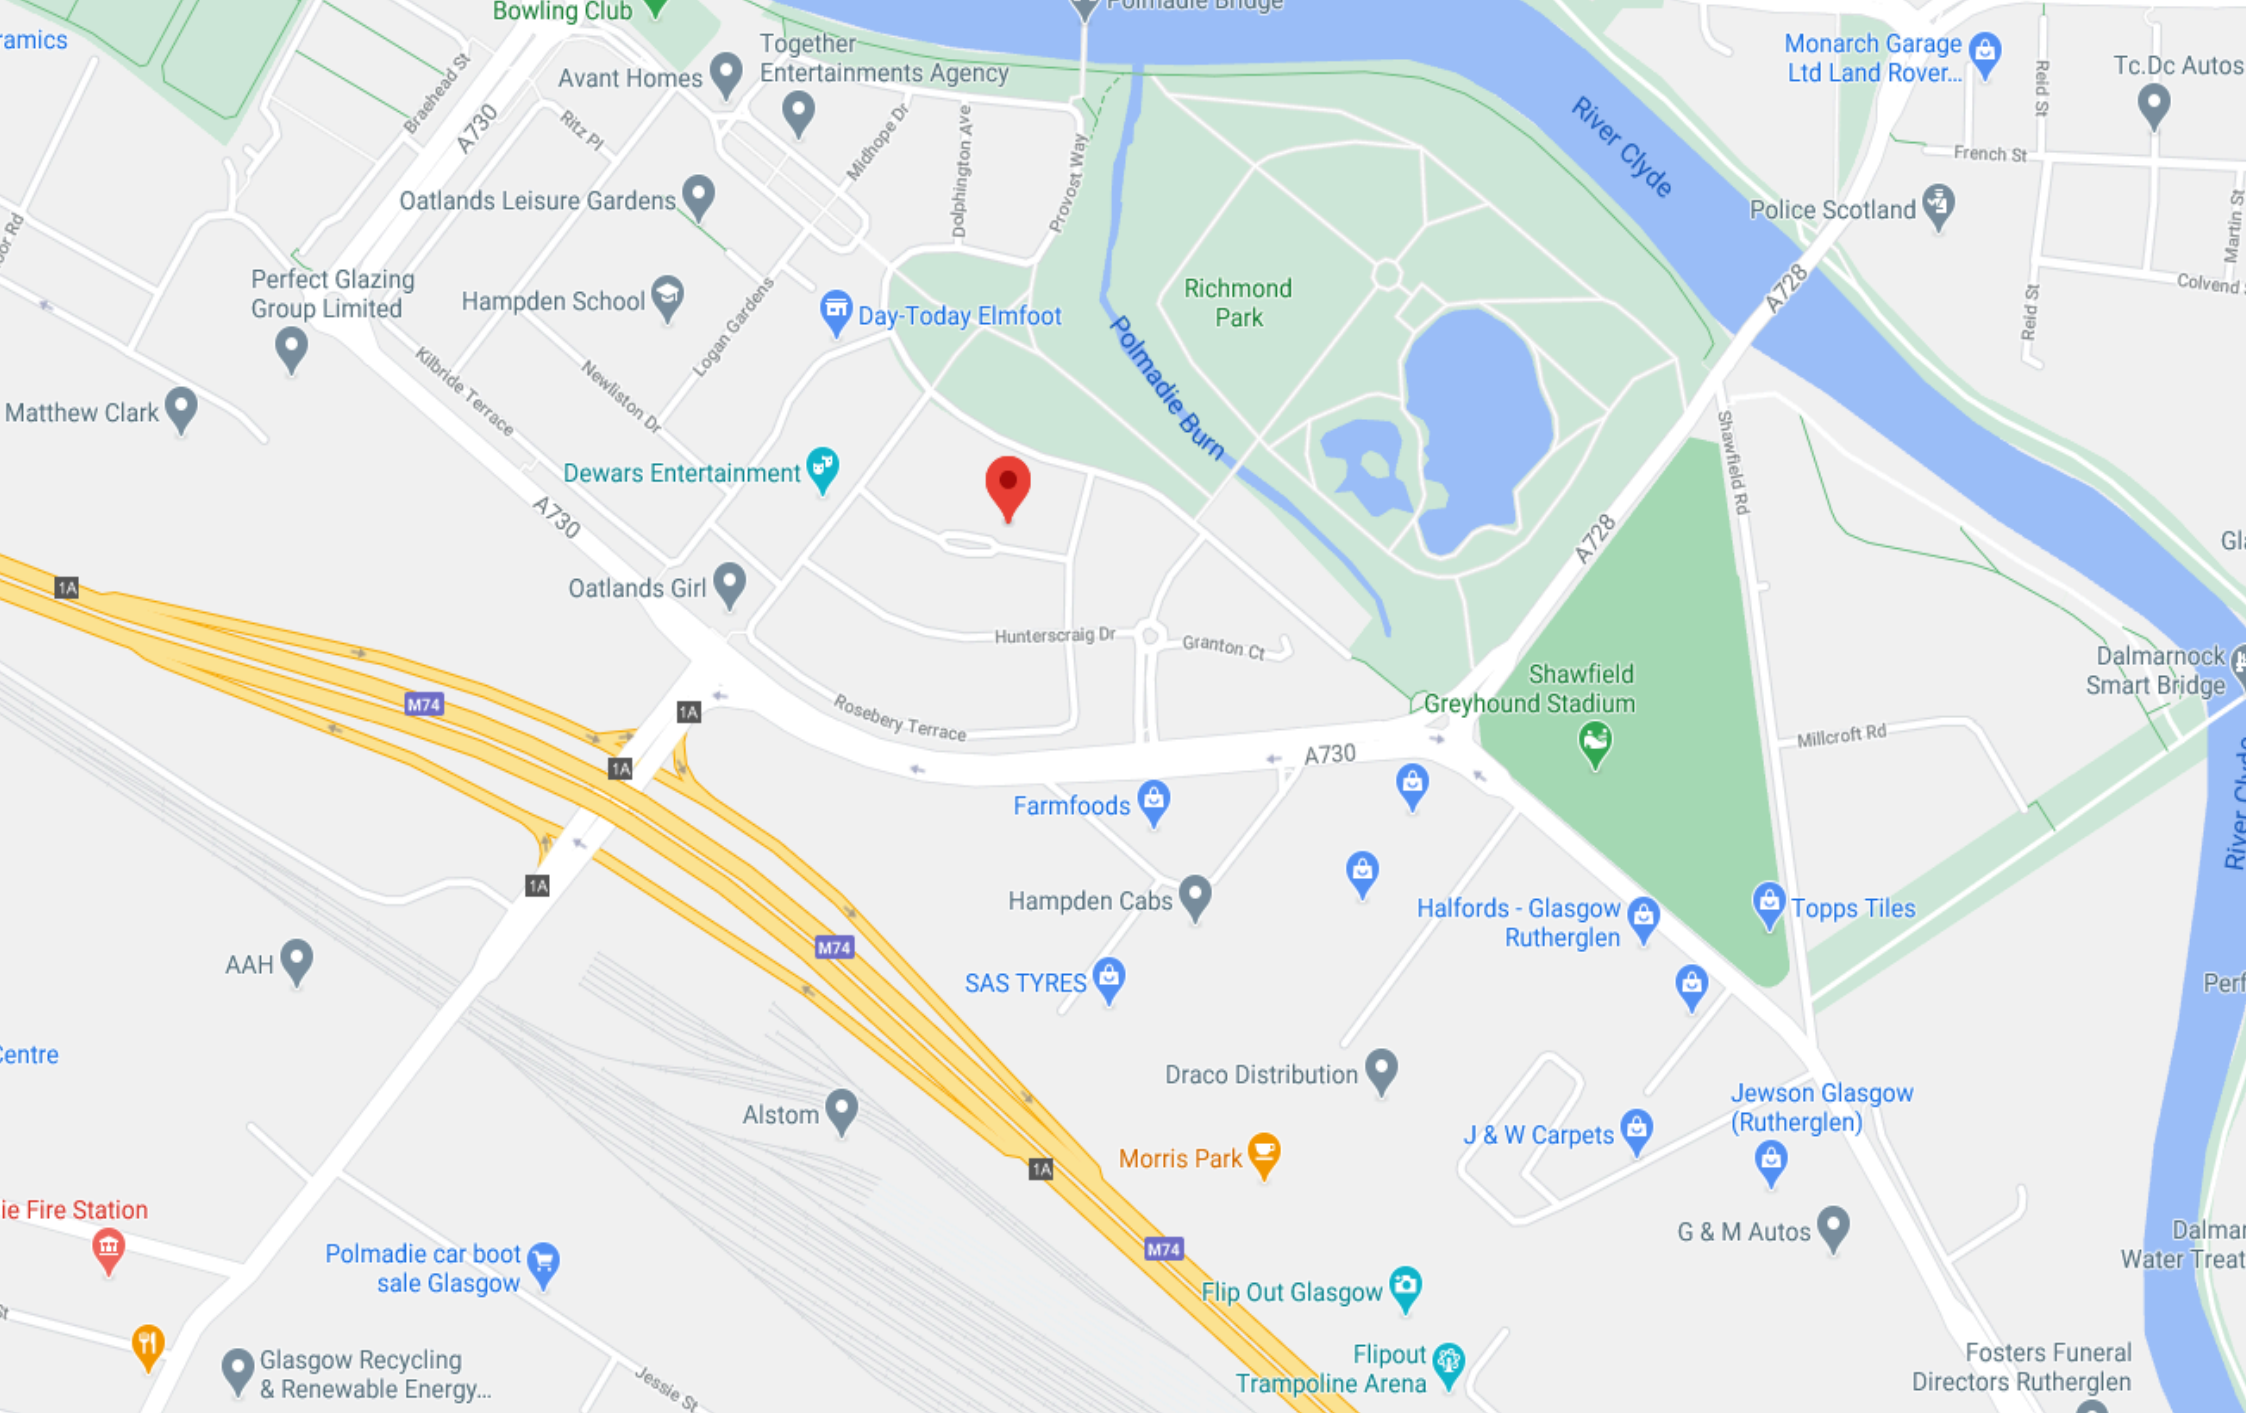 Bowling Club
Polmadie Bridge
Together
Entertainments Agency
Avant Homes
Monarch Garage
Ltd Land Rover...
Tc.Dc Autos
ramics
Braehead St
A730
Ritz Pl
Midhope Dr
Dolphington Ave
Provost Way
River Clyde
Reid St
French St
Martin St
Oatlands Leisure Gardens
Police Scotland
oor Rd
Perfect Glazing
Group Limited
Hampden School
Logan Gardens
Day-Today Elmfoot
Richmond
Park
A728
Reid St
Colvend
Kilbride Terrace
Newliston Dr
Polmadie Burn
Matthew Clark
Dewars Entertainment
Shawfield Rd
A730
A728
Gla
1A
Oatlands Girl
Hunterscraig Dr
Granton Ct
Dalmarnock
Smart Bridge
M74
1A
Rosebery Terrace
Shawfield
Greyhound Stadium
Millcroft Rd
1A
A730
River Clyde
Farmfoods
1A
Hampden Cabs
Halfords - Glasgow
Rutherglen
Topps Tiles
M74
AAH
SAS TYRES
Perf
Centre
Draco Distribution
Alstom
Jewson Glasgow
(Rutherglen)
J & W Carpets
Morris Park
1A
ie Fire Station
M74
G & M Autos
Dalmar
Water Treat
Polmadie car boot
sale Glasgow
Flip Out Glasgow
St
Glasgow Recycling
& Renewable Energy...
Jessie St
Flipout
Trampoline Arena
Fosters Funeral
Directors Rutherglen